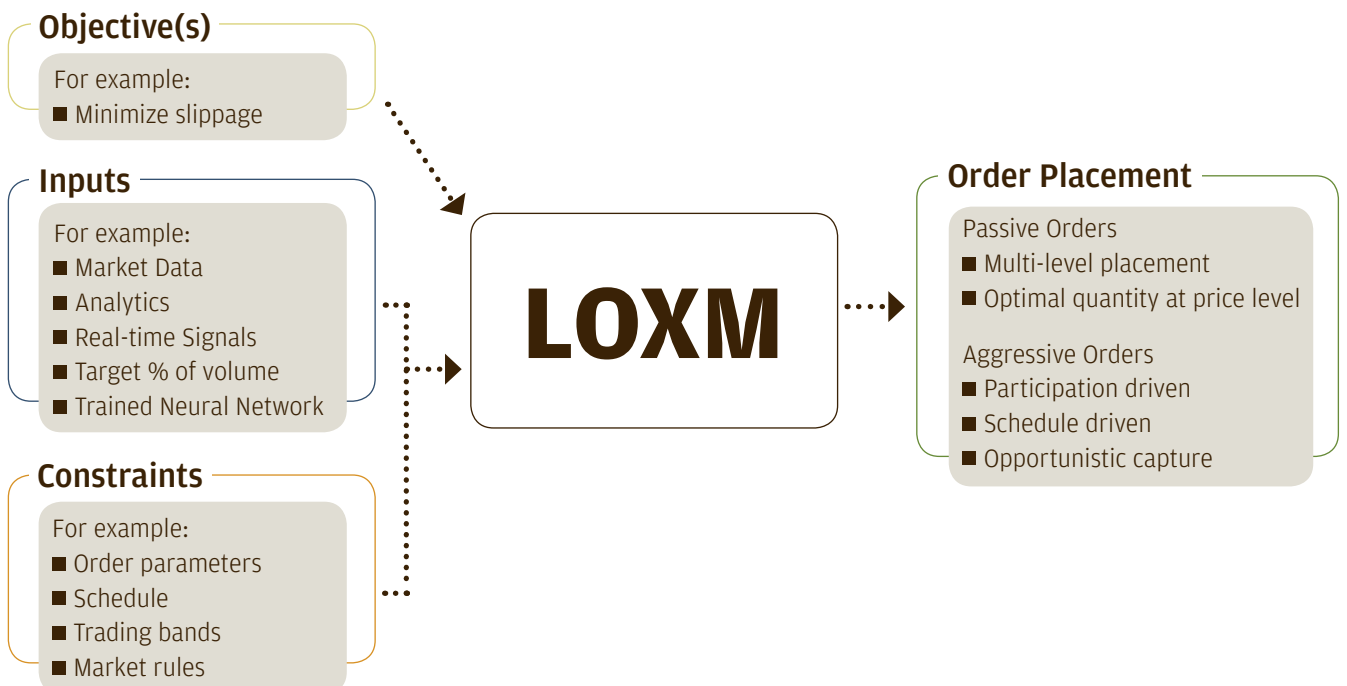 Objective(s)
For example:
■ Minimize slippage
Inputs
For example:
■ Market Data
■ Analytics
■ Real-time Signals
■ Target % of volume
■ Trained Neural Network
Constraints
For example:
■ Order parameters
■ Schedule
■ Trading bands
■ Market rules
LOXM
Order Placement
Passive Orders
■ Multi-level placement
■ Optimal quantity at price level
Aggressive Orders
■ Participation driven
■ Schedule driven
■ Opportunistic capture